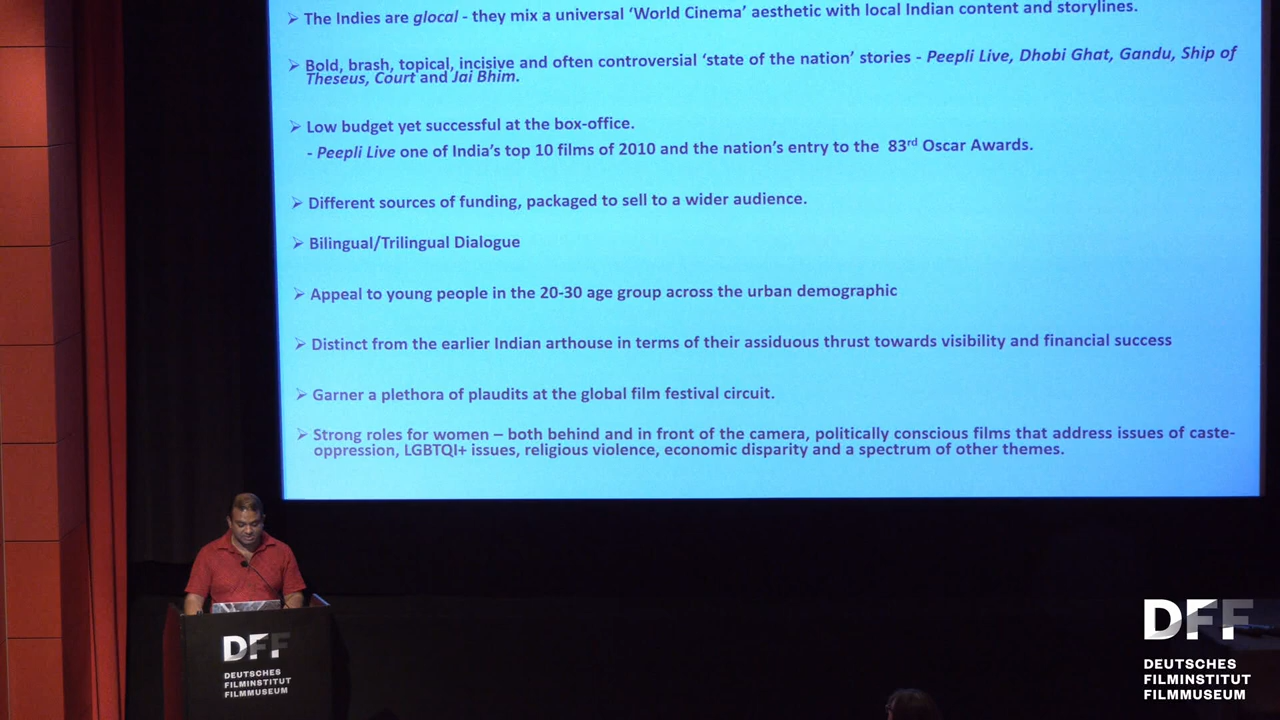 ➢ The Indies are glocal - they mix a universal ‘World Cinema’ aesthetic with local Indian content and storylines.
➢ Bold, brash, topical, incisive and often controversial ‘state of the nation’ stories - Peepli Live, Dhobi Ghat, Gandu, Ship of
Theseus, Court and Jai Bhim.
➢ Low budget yet successful at the box-office.
- Peepli Live one of India’s top 10 films of 2010 and the nation’s entry to the 83rd Oscar Awards.
➢ Different sources of funding, packaged to sell to a wider audience.
➢ Bilingual/Trilingual Dialogue
➢ Appeal to young people in the 20-30 age group across the urban demographic
➢ Distinct from the earlier Indian arthouse in terms of their assiduous thrust towards visibility and financial success
➢ Garner a plethora of plaudits at the global film festival circuit.
➢ Strong roles for women – both behind and in front of the camera, politically conscious films that address issues of caste-
oppression, LGBTQI+ issues, religious violence, economic disparity and a spectrum of other themes.
DFF
DEUTSCHES
FILMINSTITUT
FILMMUSEUM
DFF
DEUTSCHES
FILMINSTITUT
FILMMUSEUM